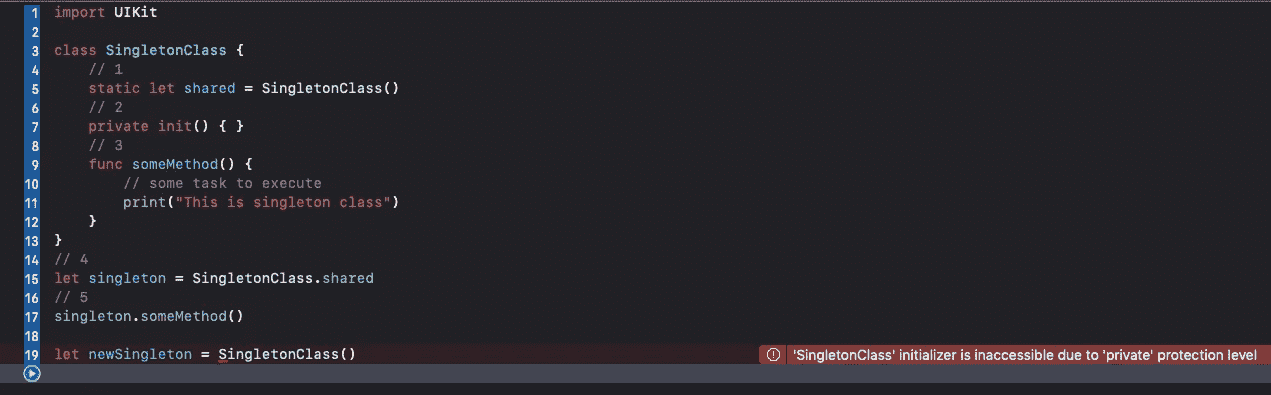 1 import UIKit
2
3 class SingletonClass {
4 // 1
5 static let shared = SingletonClass()
6 // 2
7 private init() { }
8 // 3
9 func someMethod() {
10 // some task to execute
11 print("This is singleton class")
12 }
13 }
14 // 4
15 let singleton = SingletonClass.shared
16 // 5
17 singleton.someMethod()
18
19 let newSingleton = SingletonClass() 'SingletonClass' initializer is inaccessible due to 'private' protection level